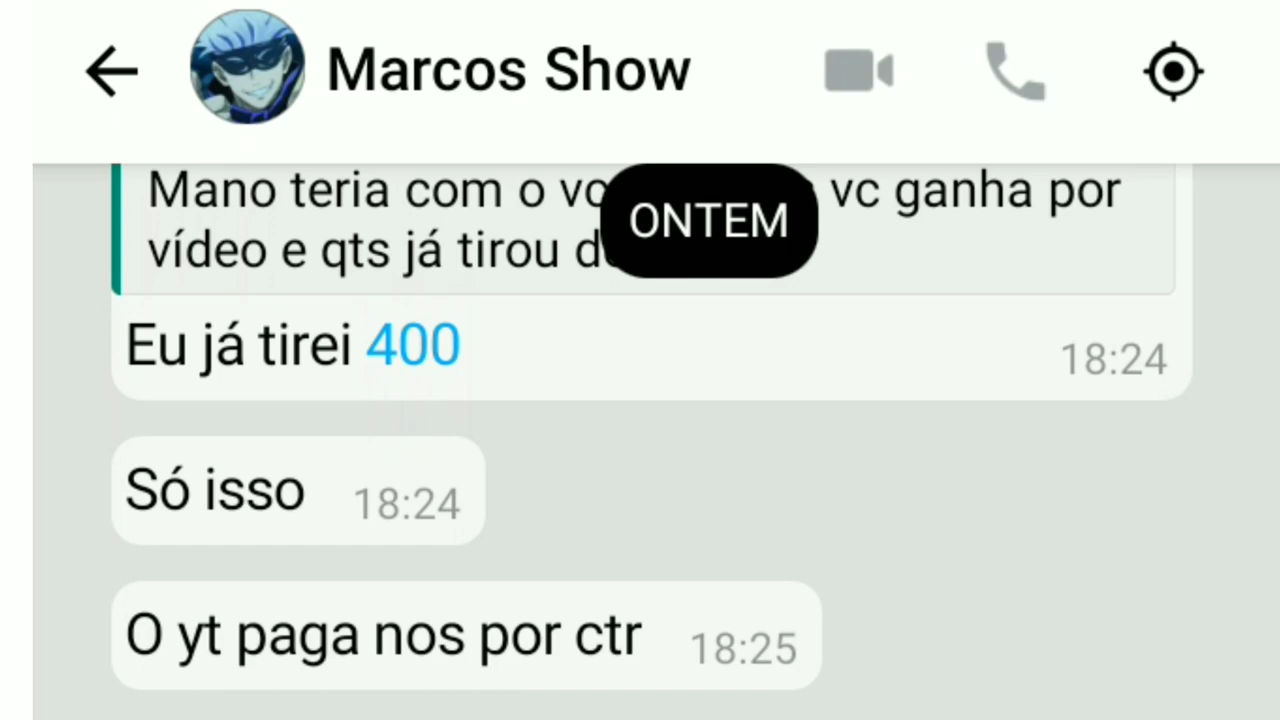 Marcos Show
Mano teria com o vc ganha por
ONTEM
vídeo e qts já tirou
Eu já tirei 400
18:24
Só isso 18:24
O yt paga nos por ctr 18:25